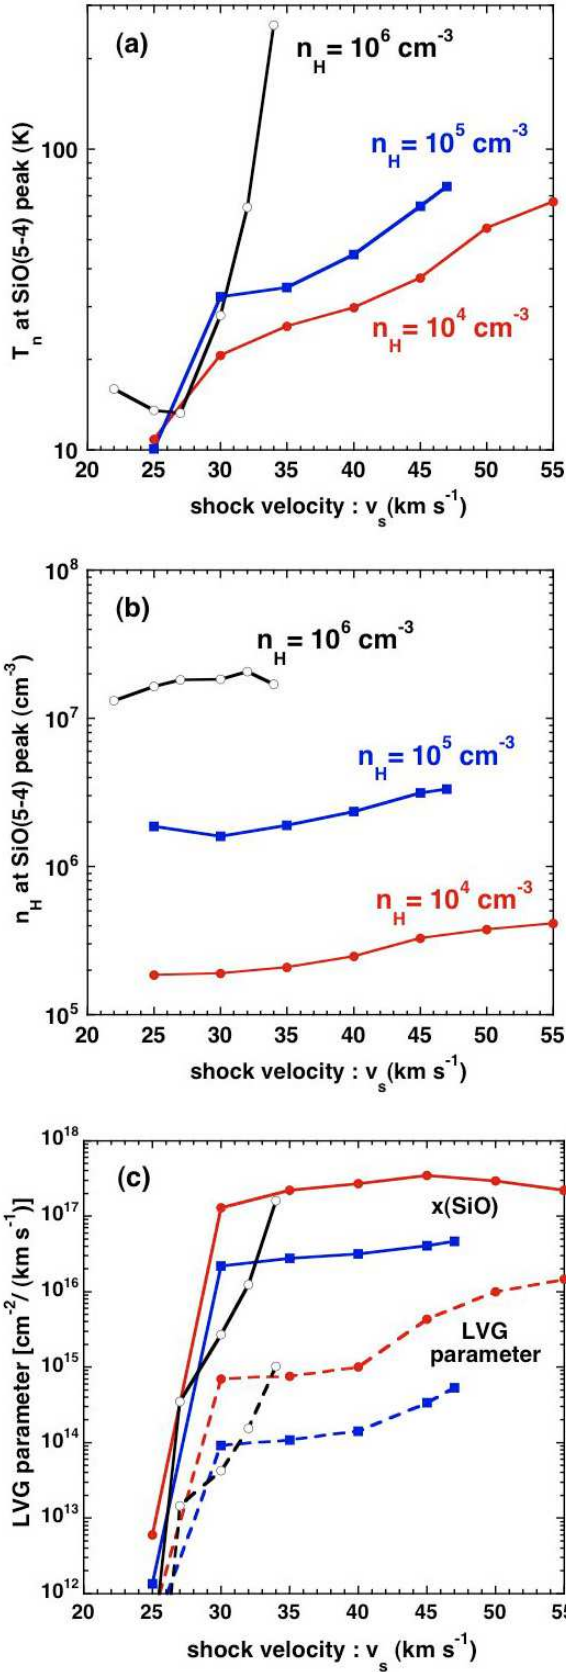 (a)
n_H = 10^6 cm^-3
n_H = 10^5 cm^-3
n_H = 10^4 cm^-3
T_n at SiO(5-4) peak (K)
100
10
20 25 30 35 40 45 50 55
shock velocity : v_s (km s^-1)
(b)
n_H = 10^6 cm^-3
n_H = 10^5 cm^-3
n_H = 10^4 cm^-3
n_H at SiO(5-4) peak (cm^-3)
10^8
10^7
10^6
10^5
20 25 30 35 40 45 50 55
shock velocity : v_s (km s^-1)
(c)
x(SiO)
LVG
parameter
LVG parameter [cm^-2/ (km s^-1)]
10^18
10^17
10^16
10^15
10^14
10^13
10^12
20 25 30 35 40 45 50 55
shock velocity : v_s (km s^-1)